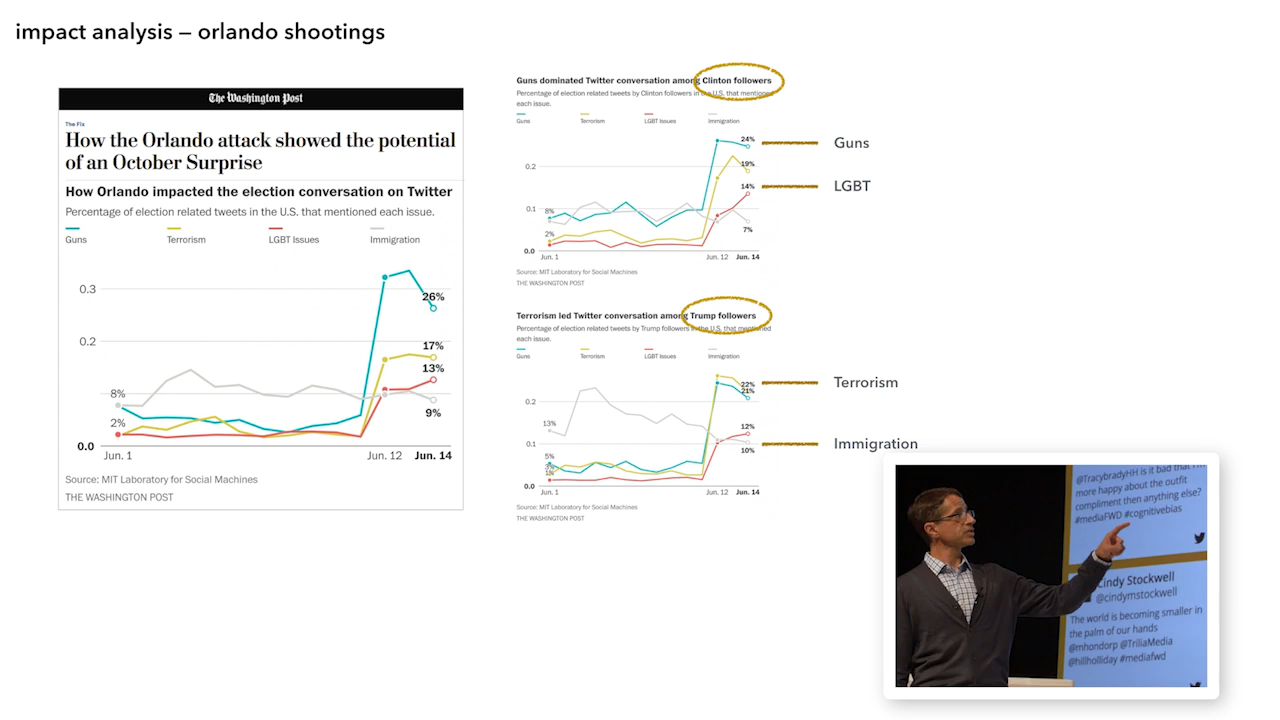 impact analysis – orlando shootings
The Washington Post
The Fix
How the Orlando attack showed the potential
of an October Surprise
How Orlando impacted the election conversation on Twitter
Percentage of election related tweets in the U.S. that mentioned each issue.
Guns Terrorism LGBT Issues Immigration
0.3
0.2
26%
17%
13%
9%
8%
2%
0.0
Jun. 1 Jun. 12 Jun. 14
Source: MIT Laboratory for Social Machines
THE WASHINGTON POST
Guns dominated Twitter conversation among Clinton followers
Percentage of election related tweets by Clinton followers in the U.S. that mentioned
each issue.
Guns Terrorism LGBT Issues Immigration
0.2
0.1
0.0
24%
19%
14%
7%
8%
2%
Jun. 1 Jun. 12 Jun. 14
Source: MIT Laboratory for Social Machines
THE WASHINGTON POST
Guns
LGBT
Terrorism led Twitter conversation among Trump followers
Percentage of election related tweets by Trump followers in the U.S. that mentioned
each issue.
Guns Terrorism LGBT Issues Immigration
0.2
0.1
0.0
22%
21%
12%
10%
13%
5%
1%
Jun. 1 Jun. 12 Jun. 14
Source: MIT Laboratory for Social Machines
THE WASHINGTON POST
Terrorism
Immigration
@TracybradyHH is it bad that
more happy about the outfit
compliment then anything else?
#mediaFWD #cognitivebias
Cindy Stockwell
@cindymstockwell
The world is becoming smaller in
the palm of our hands
@mhondorp @TriliaMedia
@hillholliday #mediafwd